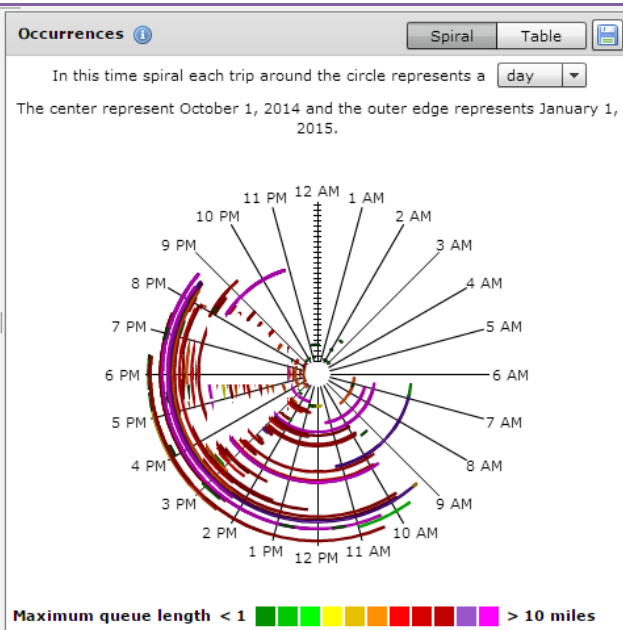 Occurrences
Spiral
Table
In this time spiral each trip around the circle represents a day
The center represent October 1, 2014 and the outer edge represents January 1,
2015.
12 AM
1 AM
2 AM
3 AM
4 AM
5 AM
6 AM
7 AM
8 AM
9 AM
10 AM
11 AM
12 PM
1 PM
2 PM
3 PM
4 PM
5 PM
6 PM
7 PM
8 PM
9 PM
10 PM
11 PM
Maximum queue length < 1 > 10 miles